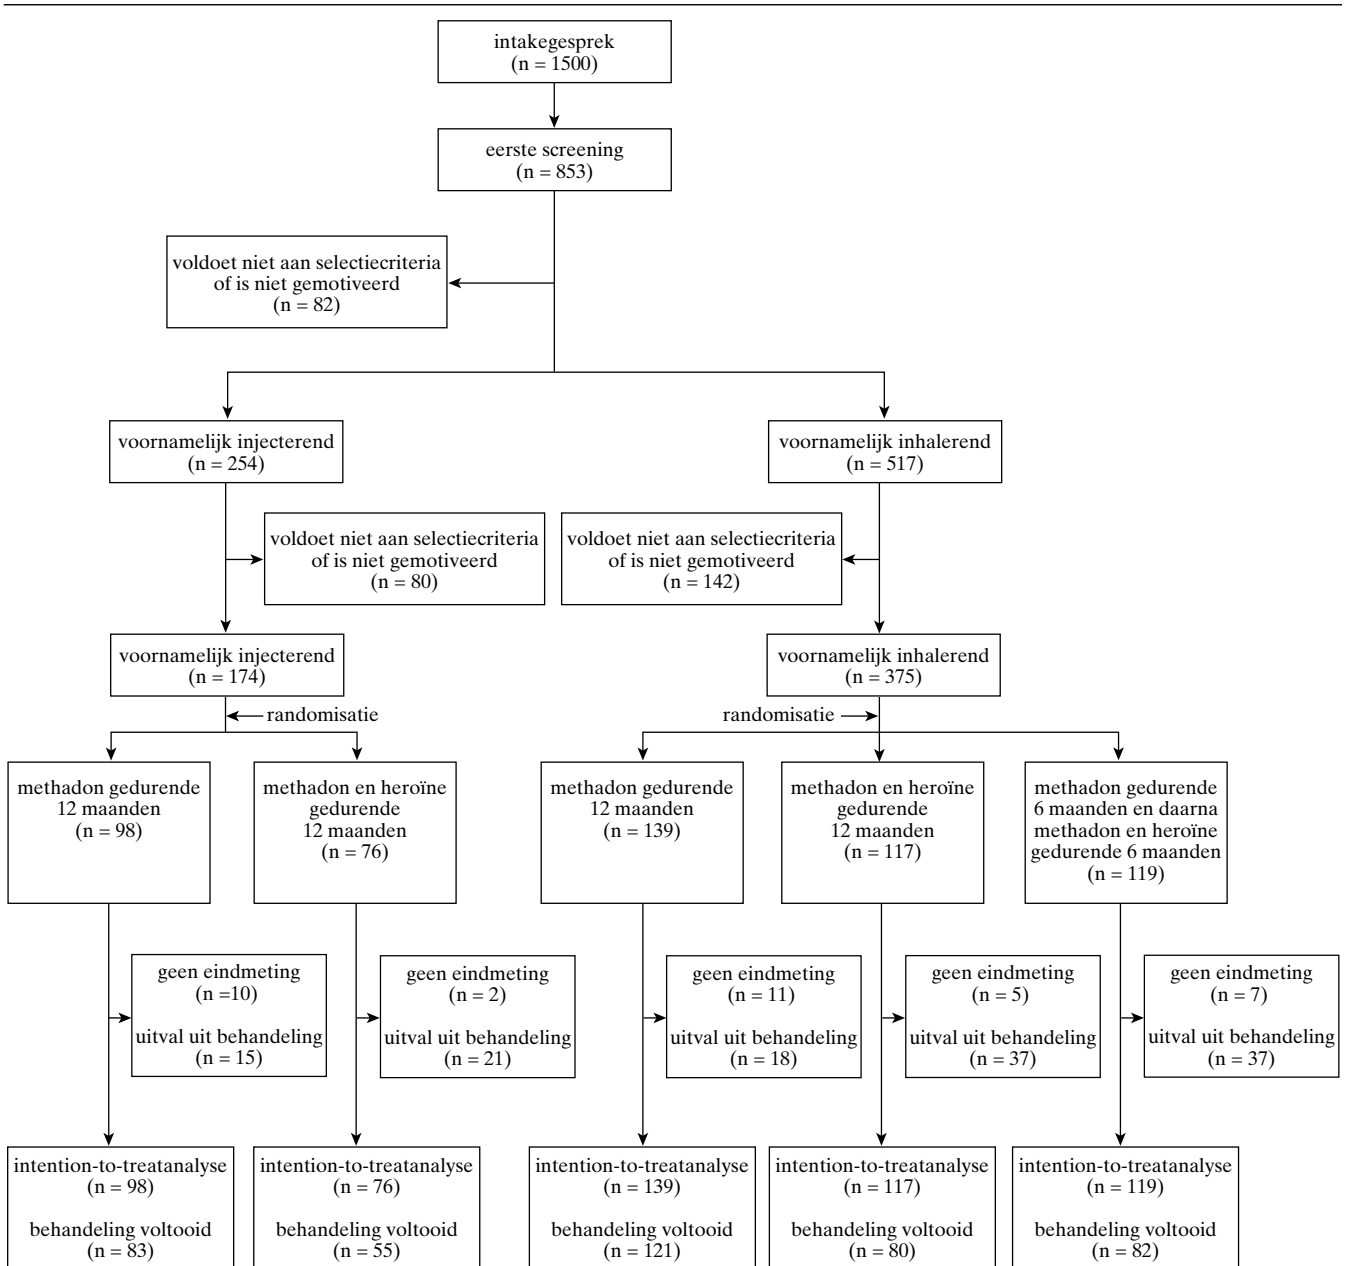 intakegesprek
(n = 1500)
eerste screening
(n = 853)
voldoet niet aan selectiecriteria
of is niet gemotiveerd
(n = 82)
voornamelijk injecterend
(n = 254)
voornamelijk inhalerend
(n = 517)
voldoet niet aan selectiecriteria
of is niet gemotiveerd
(n = 80)
voldoet niet aan selectiecriteria
of is niet gemotiveerd
(n = 142)
voornamelijk injecterend
(n = 174)
voornamelijk inhalerend
(n = 375)
randomisatie
randomisatie
methadon gedurende
12 maanden
(n = 98)
methadon en heroïne
gedurende
12 maanden
(n = 76)
methadon gedurende
12 maanden
(n = 139)
methadon en heroïne
gedurende
12 maanden
(n = 117)
methadon gedurende
6 maanden en daarna
methadon en heroïne
gedurende 6 maanden
(n = 119)
geen eindmeting
(n =10)
uitval uit behandeling
(n = 15)
geen eindmeting
(n = 2)
uitval uit behandeling
(n = 21)
geen eindmeting
(n = 11)
uitval uit behandeling
(n = 18)
geen eindmeting
(n = 5)
uitval uit behandeling
(n = 37)
geen eindmeting
(n = 7)
uitval uit behandeling
(n = 37)
intention-to-treatanalyse
(n = 98)
behandeling voltooid
(n = 83)
intention-to-treatanalyse
(n = 76)
behandeling voltooid
(n = 55)
intention-to-treatanalyse
(n = 139)
behandeling voltooid
(n = 121)
intention-to-treatanalyse
(n = 117)
behandeling voltooid
(n = 80)
intention-to-treatanalyse
(n = 119)
behandeling voltooid
(n = 82)